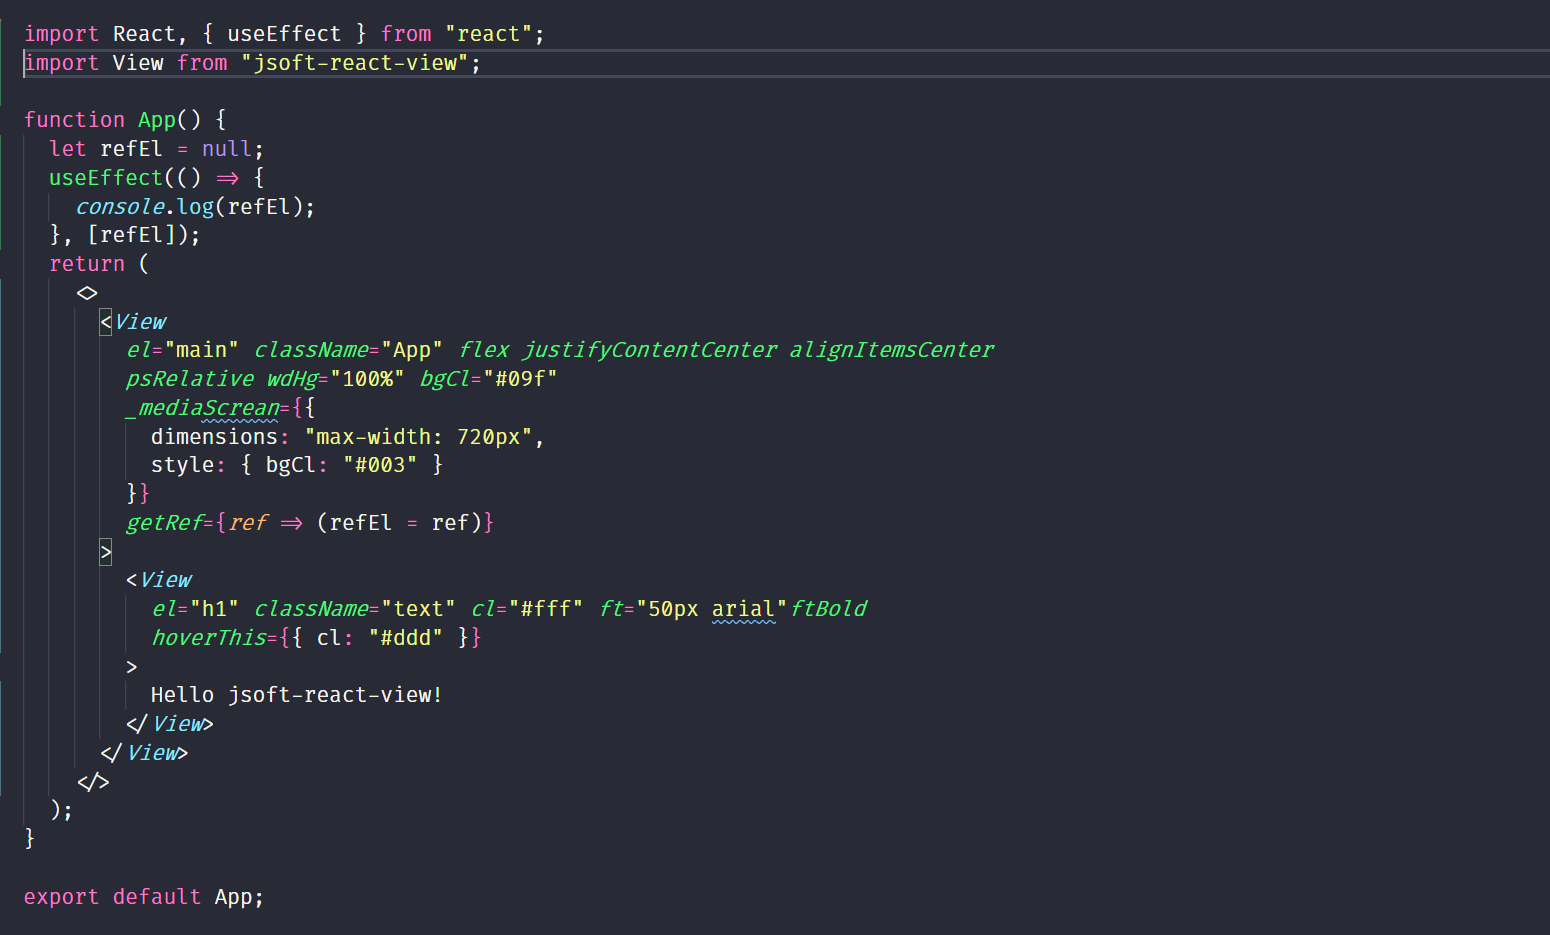 import React, { useEffect } from "react";
import View from "jsoft-react-view";
function App() {
let refEl = null;
useEffect(() => {
console.log(refEl);
}, [refEl]);
return (
<>
<View
el="main" className="App" flex justifyContentCenter alignItemsCenter
psRelative wdHg="100%" bgCl="#09f"
_mediaScrean={{
dimensions: "max-width: 720px",
style: { bgCl: "#003" }
}}
getRef={ref => (refEl = ref)}
>
<View
el="h1" className="text" cl="#fff" ft="50px arial"ftBold
hoverThis={{ cl: "#ddd" }}
>
Hello jsoft-react-view!
</View>
</View>
</>
);
}
export default App;